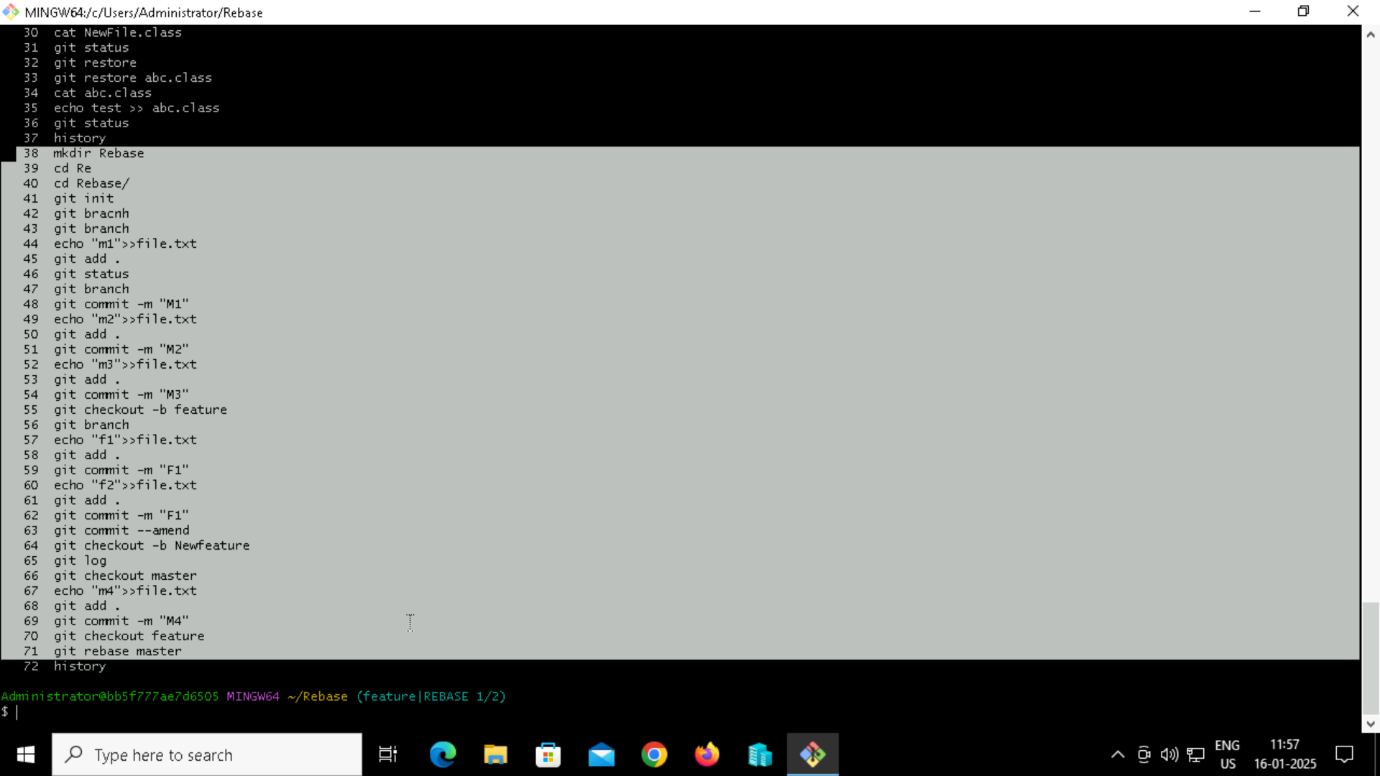 MINGW64:/c/Users/Administrator/Rebase
30 cat NewFile.class
31 git status
32 git restore
33 git restore abc.class
34 cat abc.class
35 echo test >> abc.class
36 git status
37 history
38 mkdir Rebase
39 cd Re
40 cd Rebase/
41 git init
42 git bracnh
43 git branch
44 echo "m1">>file.txt
45 git add .
46 git status
47 git branch
48 git commit -m "M1"
49 echo "m2">>file.txt
50 git add .
51 git commit -m "M2"
52 echo "m3">>file.txt
53 git add .
54 git commit -m "M3"
55 git checkout -b feature
56 git branch
57 echo "f1">>file.txt
58 git add .
59 git commit -m "F1"
60 echo "f2">>file.txt
61 git add .
62 git commit -m "F1"
63 git commit --amend
64 git checkout -b Newfeature
65 git log
66 git checkout master
67 echo "m4">>file.txt
68 git add .
69 git commit -m "M4"
70 git checkout feature
71 git rebase master
72 history
Administrator@bb5f777ae7d6505 MINGW64 ~/Rebase (feature|REBASE 1/2)
$
Type here to search
ENG
US
11:57
16-01-2025